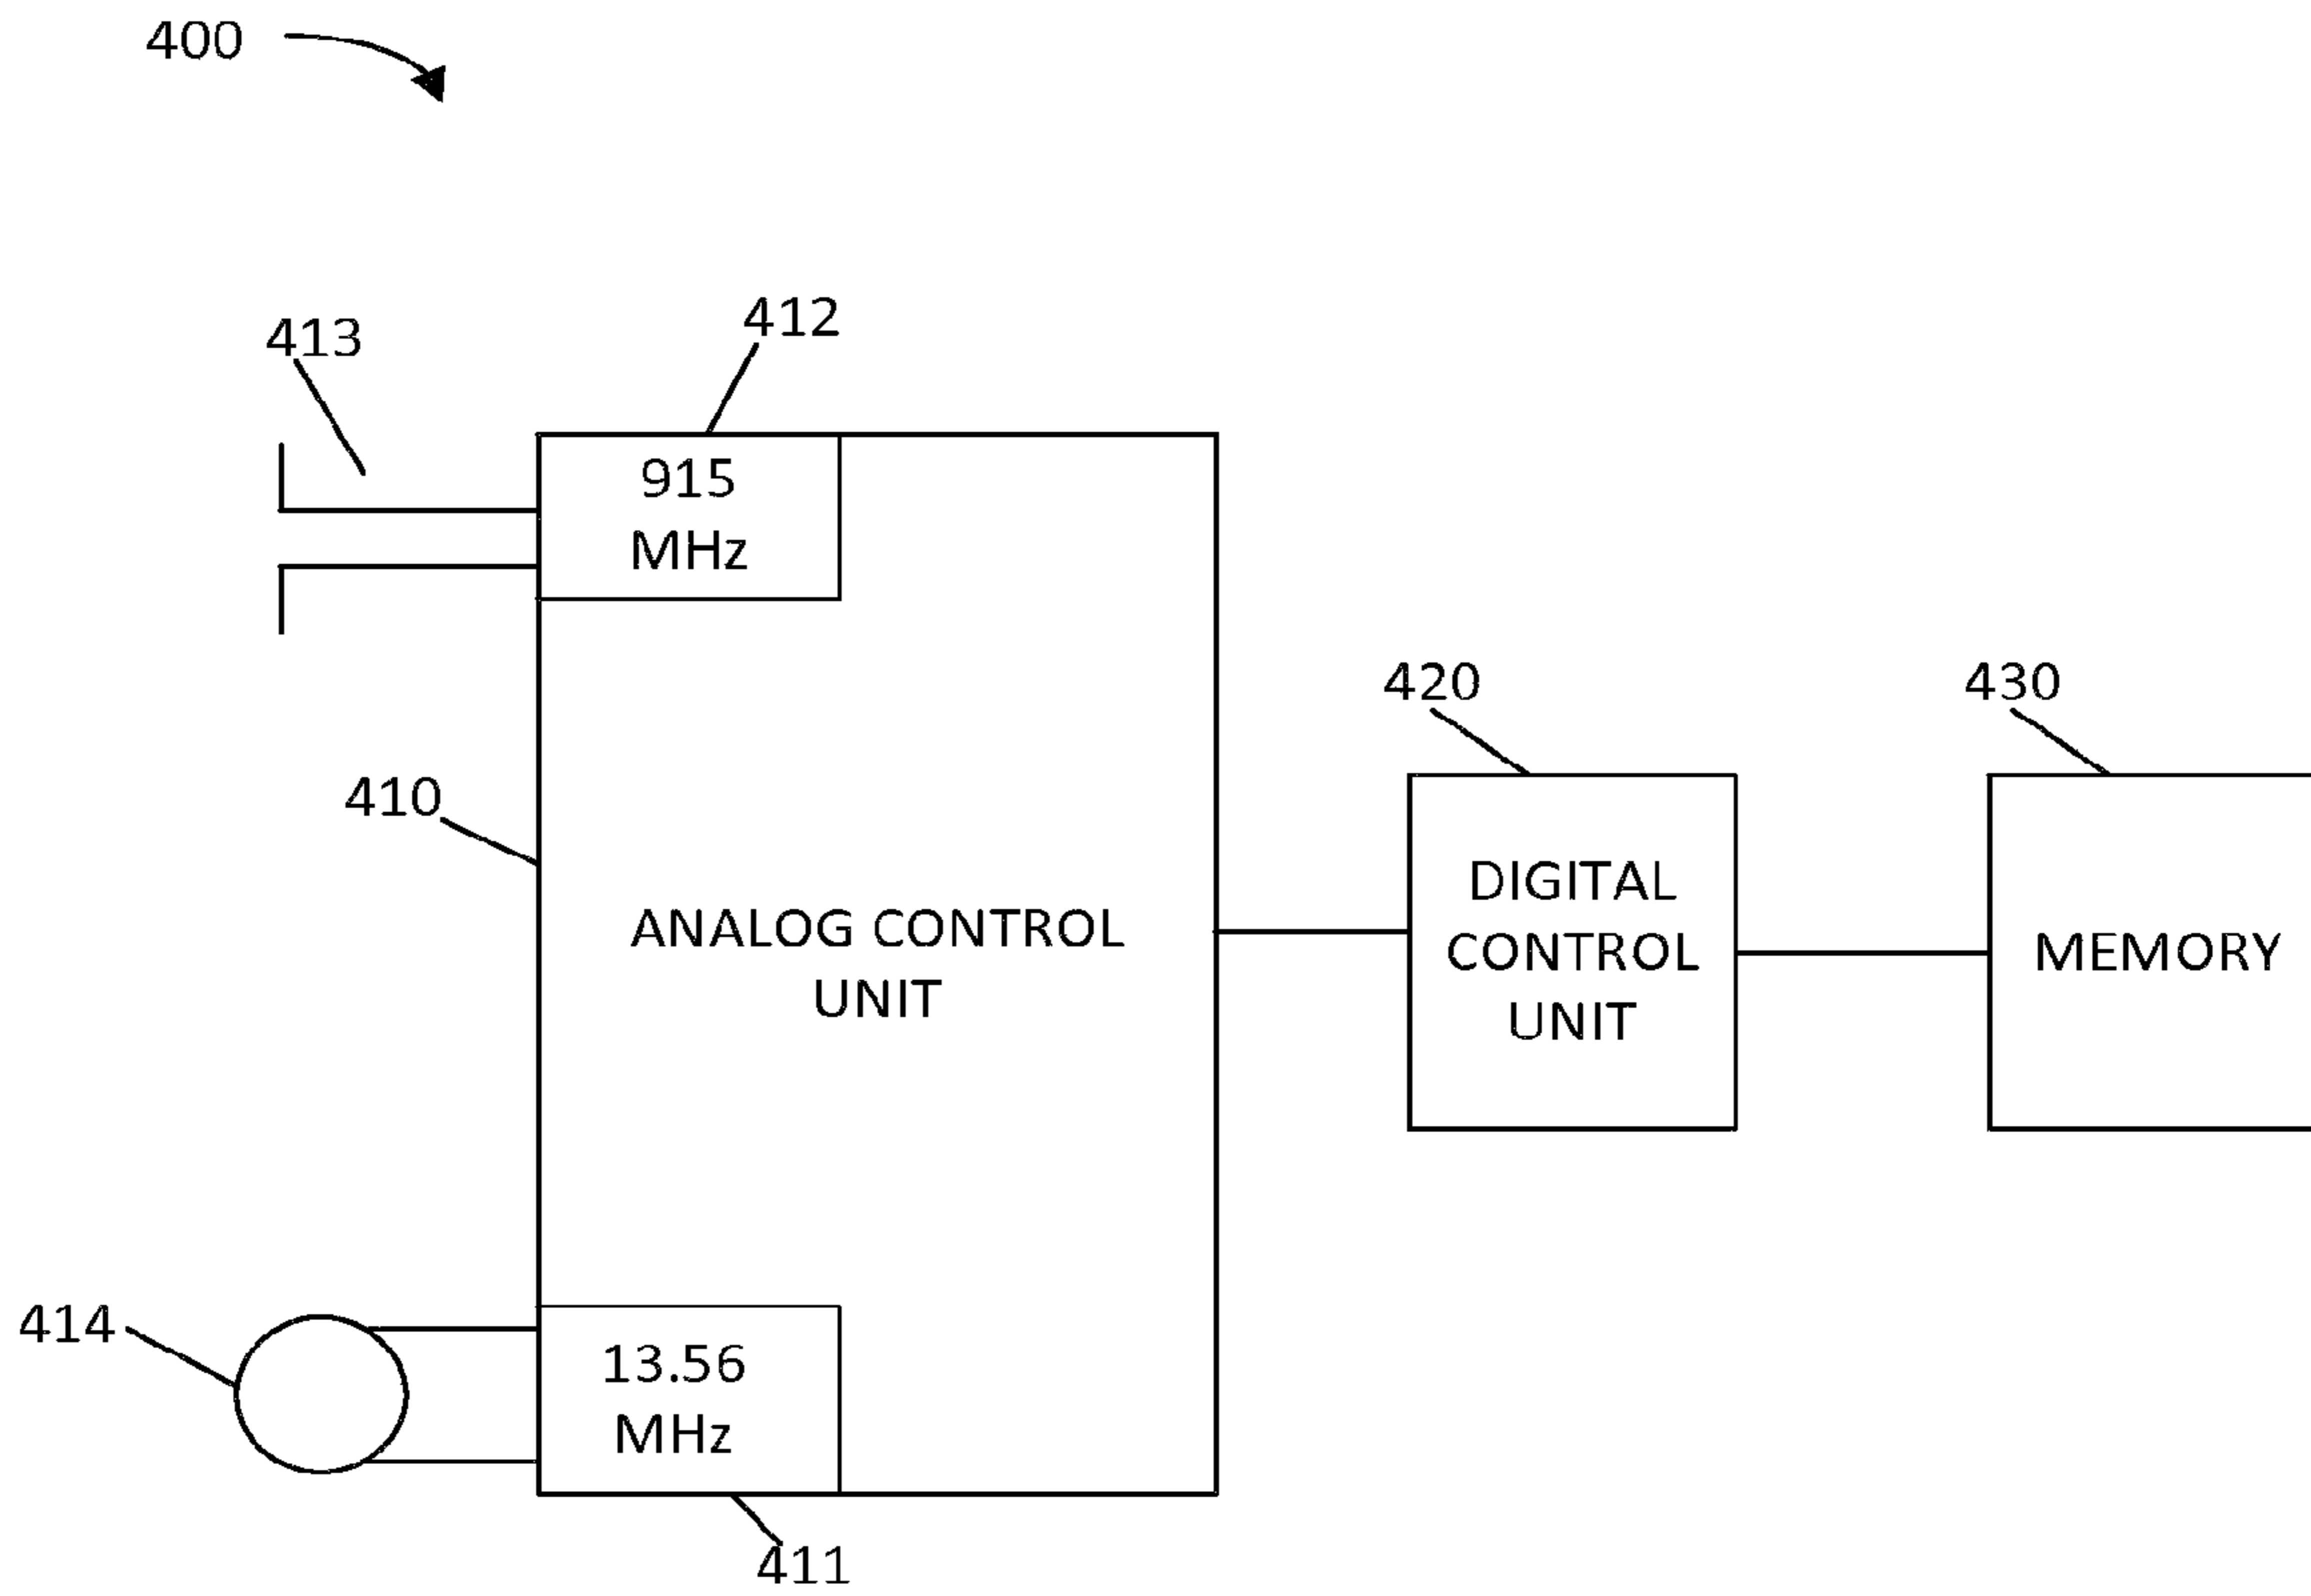 400
412
413
915
MHz
420
430
410
DIGITAL
CONTROL
UNIT
ANALOG CONTROL
UNIT
MEMORY
414
13.56
MHz
411